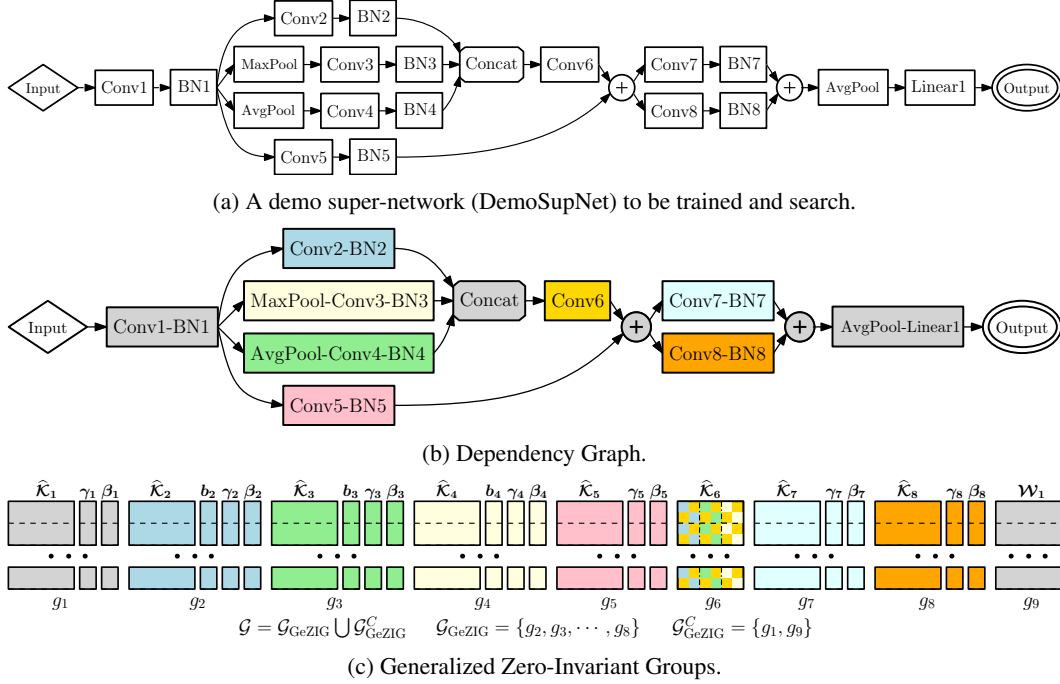 Conv2 BN2
MaxPool Conv3 BN3 Concat Conv6 Conv7 BN7
Input Conv1 BN1 + + AvgPool Linear1 Output
AvgPool Conv4 BN4 Conv8 BN8
Conv5 BN5
(a) A demo super-network (DemoSupNet) to be trained and search.
Conv2-BN2
MaxPool-Conv3-BN3 Concat Conv6 Conv7-BN7
Input Conv1-BN1 + + AvgPool-Linear1 Output
AvgPool-Conv4-BN4 Conv8-BN8
Conv5-BN5
(b) Dependency Graph.
𝒦̂₁ γ₁ β₁ 𝒦̂₂ b₂ γ₂ β₂ 𝒦̂₃ b₃ γ₃ β₃ 𝒦̂₄ b₄ γ₄ β₄ 𝒦̂₅ γ₅ β₅ 𝒦̂₆ 𝒦̂₇ γ₇ β₇ 𝒦̂₈ γ₈ β₈ 𝒲₁
g₁ g₂ g₃ g₄ g₅ g₆ g₇ g₈ g₉
𝒢 = 𝒢_GeZIG ⋃ 𝒢^C_GeZIG 𝒢_GeZIG = {g₂, g₃, ⋯ , g₈} 𝒢^C_GeZIG = {g₁, g₉}
(c) Generalized Zero-Invariant Groups.